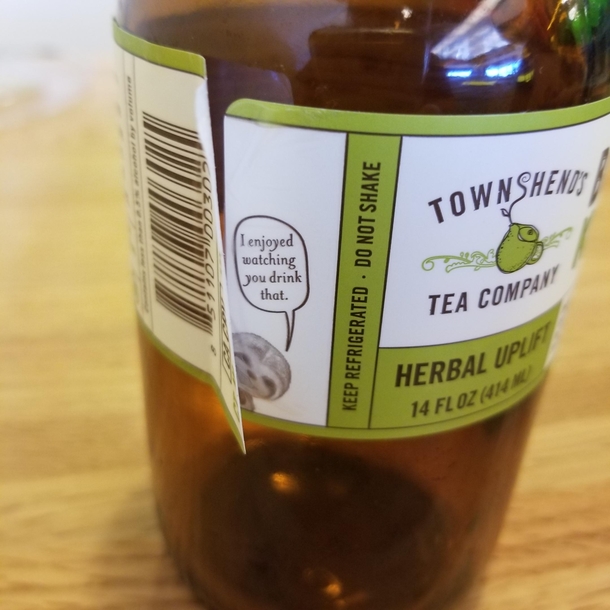 I enjoyed
watching
you drink
that.
KEEP REFRIGERATED · DO NOT SHAKE
TOWNSHEND'S
TEA COMPANY
HERBAL UPLIFT
14 FL OZ (414 ML)